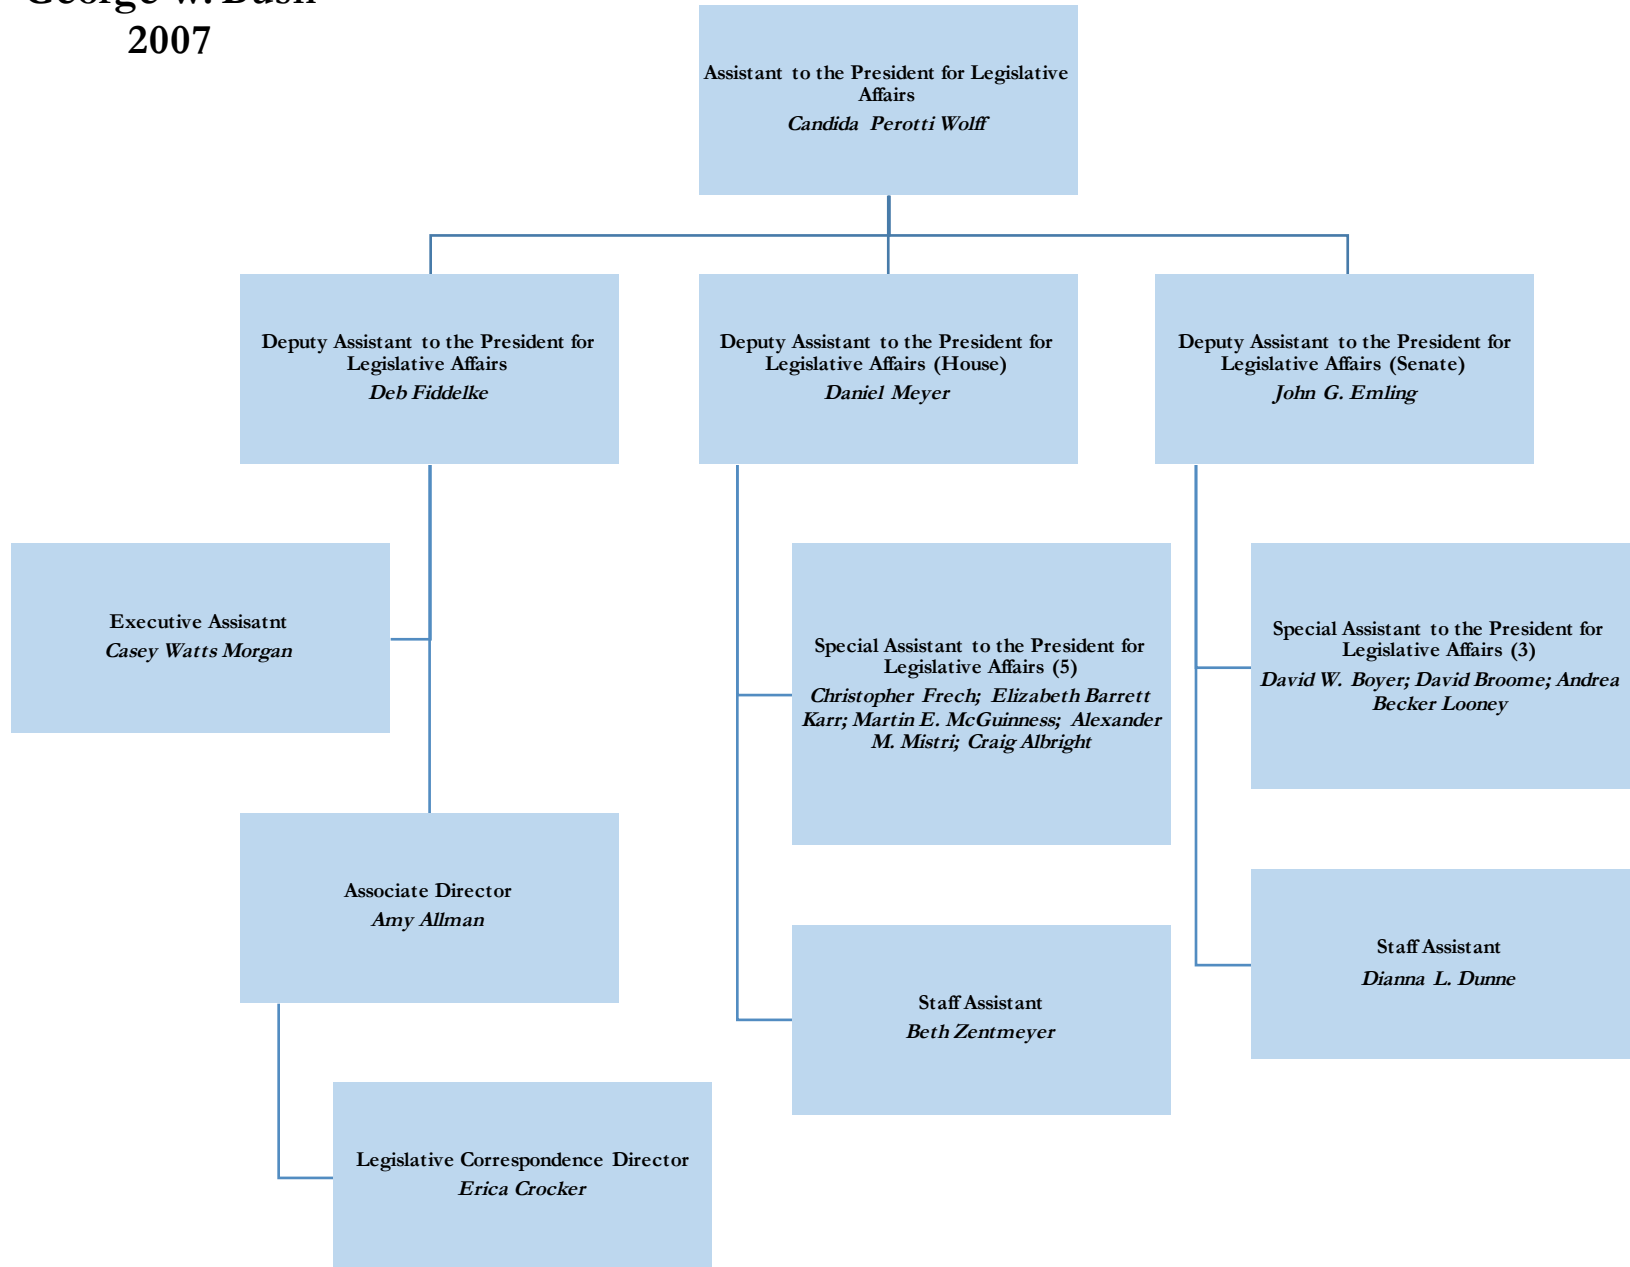 George W. Bush
2007
Assistant to the President for Legislative
Affairs
Candida Perotti Wolff
Deputy Assistant to the President for
Legislative Affairs
Deb Fiddelke
Deputy Assistant to the President for
Legislative Affairs (House)
Daniel Meyer
Deputy Assistant to the President for
Legislative Affairs (Senate)
John G. Emling
Executive Assisatnt
Casey Watts Morgan
Special Assistant to the President for
Legislative Affairs (5)
Christopher Frech; Elizabeth Barrett
Karr; Martin E. McGuinness; Alexander
M. Mistri; Craig Albright
Special Assistant to the President for
Legislative Affairs (3)
David W. Boyer; David Broome; Andrea
Becker Looney
Associate Director
Amy Allman
Staff Assistant
Beth Zentmeyer
Staff Assistant
Dianna L. Dunne
Legislative Correspondence Director
Erica Crocker